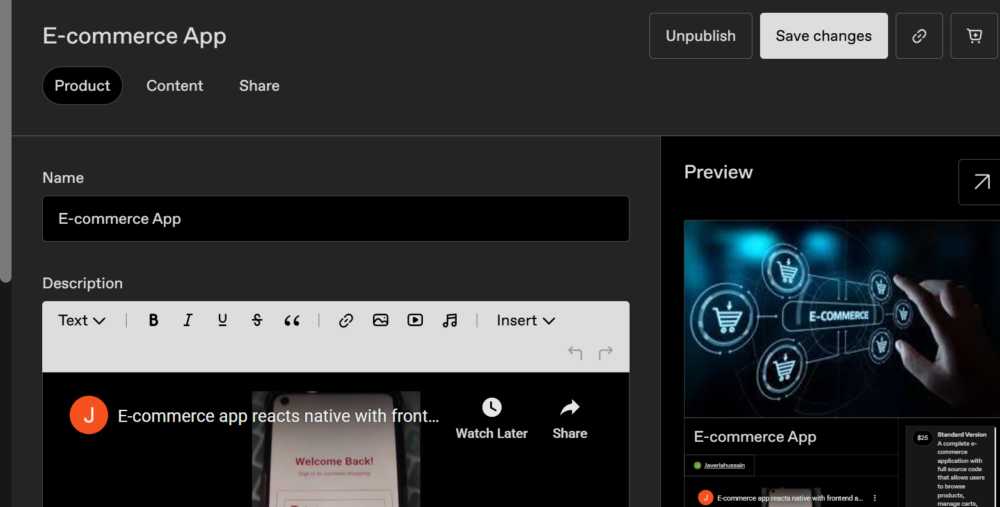 E-commerce App
Unpublish
Save changes
Product
Content
Share
Name
E-commerce App
Description
Text
B
I
U
S
Insert
J
E-commerce app reacts native with front...
Watch Later
Share
Welcome Back!
Sign in to continue shopping
Preview
E-COMMERCE
E-commerce App
Javeriahussain
J
E-commerce app reacts native with frontend a...
$25
Standard Version
A complete e-
commerce
application with
full source code
that allows users
to browse
products,
manage carts,